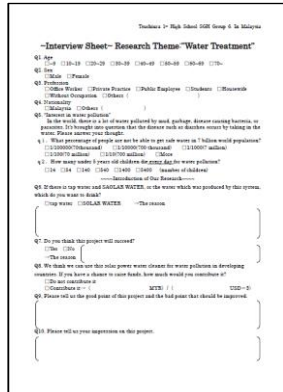 Toushima 1st High School SGH Group 6 In Malaysia
~Interview Sheet~ Research Theme "Water Treatment"
Q1. Age
□~9 □10~19 □20~29 □30~39 □40~49 □50~59 □60~69 □70~
Q2. Sex
□Male □Female
Q3. Profession
□Office Worker □Private Practice □Public Employee □Students □Housewife
□Without Occupation □Others ( )
Q4. Nationality
□Malaysia □Others ( )
Q5. "Interest in water pollution"
In the world, there is a lot of water polluted by mud, garbage, disease causing bacteria, or
parasites. It's brought into question that the disease such as diarrhea occurs by taking in the
water. Please answer your thought.
q 1. What percentage of people are not be able to get safe water in 7 billion world population?
□1/100000(70thousand) □1/10000(700 thousand) □1/1000(7 million)
□1/100(70 million) □1/10(700 million) □More
q 2. How many under 5 years old children die every day for water pollution?
□14 □54 □140 □540 □1400 □5400 (number of children)
Introduction of Our Research
Q6. If there is tap water and SAOLAR WATER, or the water which was produced by this system,
which do you want to drink?
□tap water □SOLAR WATER →The reason
Q7. Do you think this project will succeed?
□Yes □No
→The reason
Q8. We think we can use this solar power water cleaner for water pollution in developing
countries. If you have a chance to raise funds, how much would you contribute it?
□Do not contribute it
□Contribute it→ ( MYR) / ( USD=$)
Q9. Please tell us the good point of this project and the bad point that should be improved.
Q10. Please tell us your impression on this project.